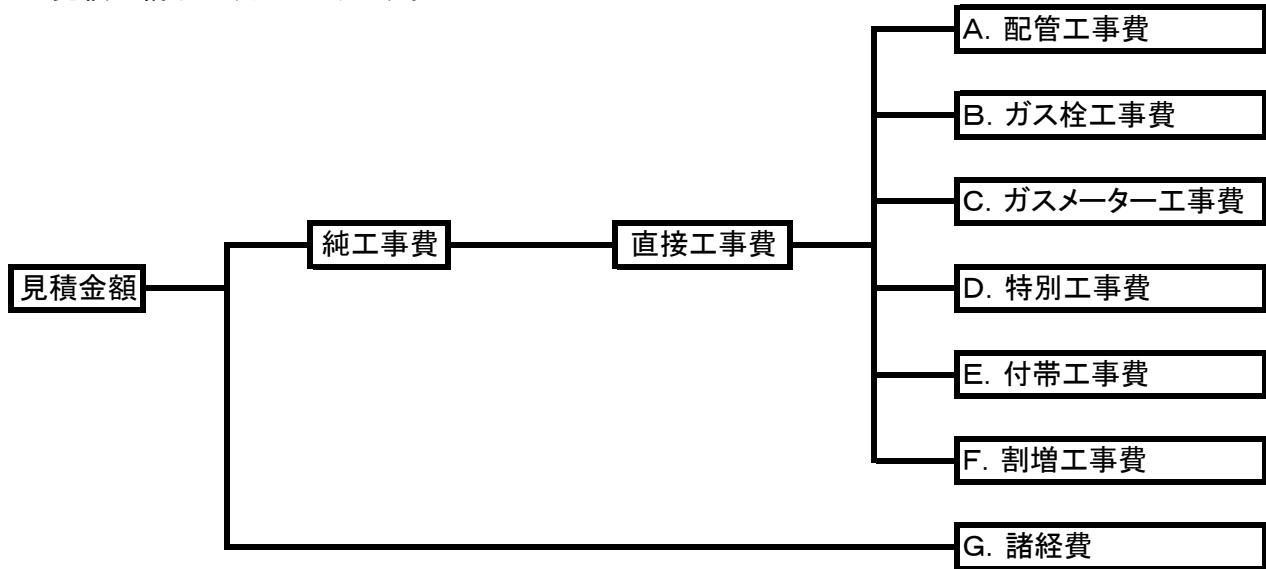 A. 配管工事費
B. ガス栓工事費
C. ガスメーター工事費
純工事費
直接工事費
見積金額
D. 特別工事費
E. 付帯工事費
F. 割増工事費
G. 諸経費